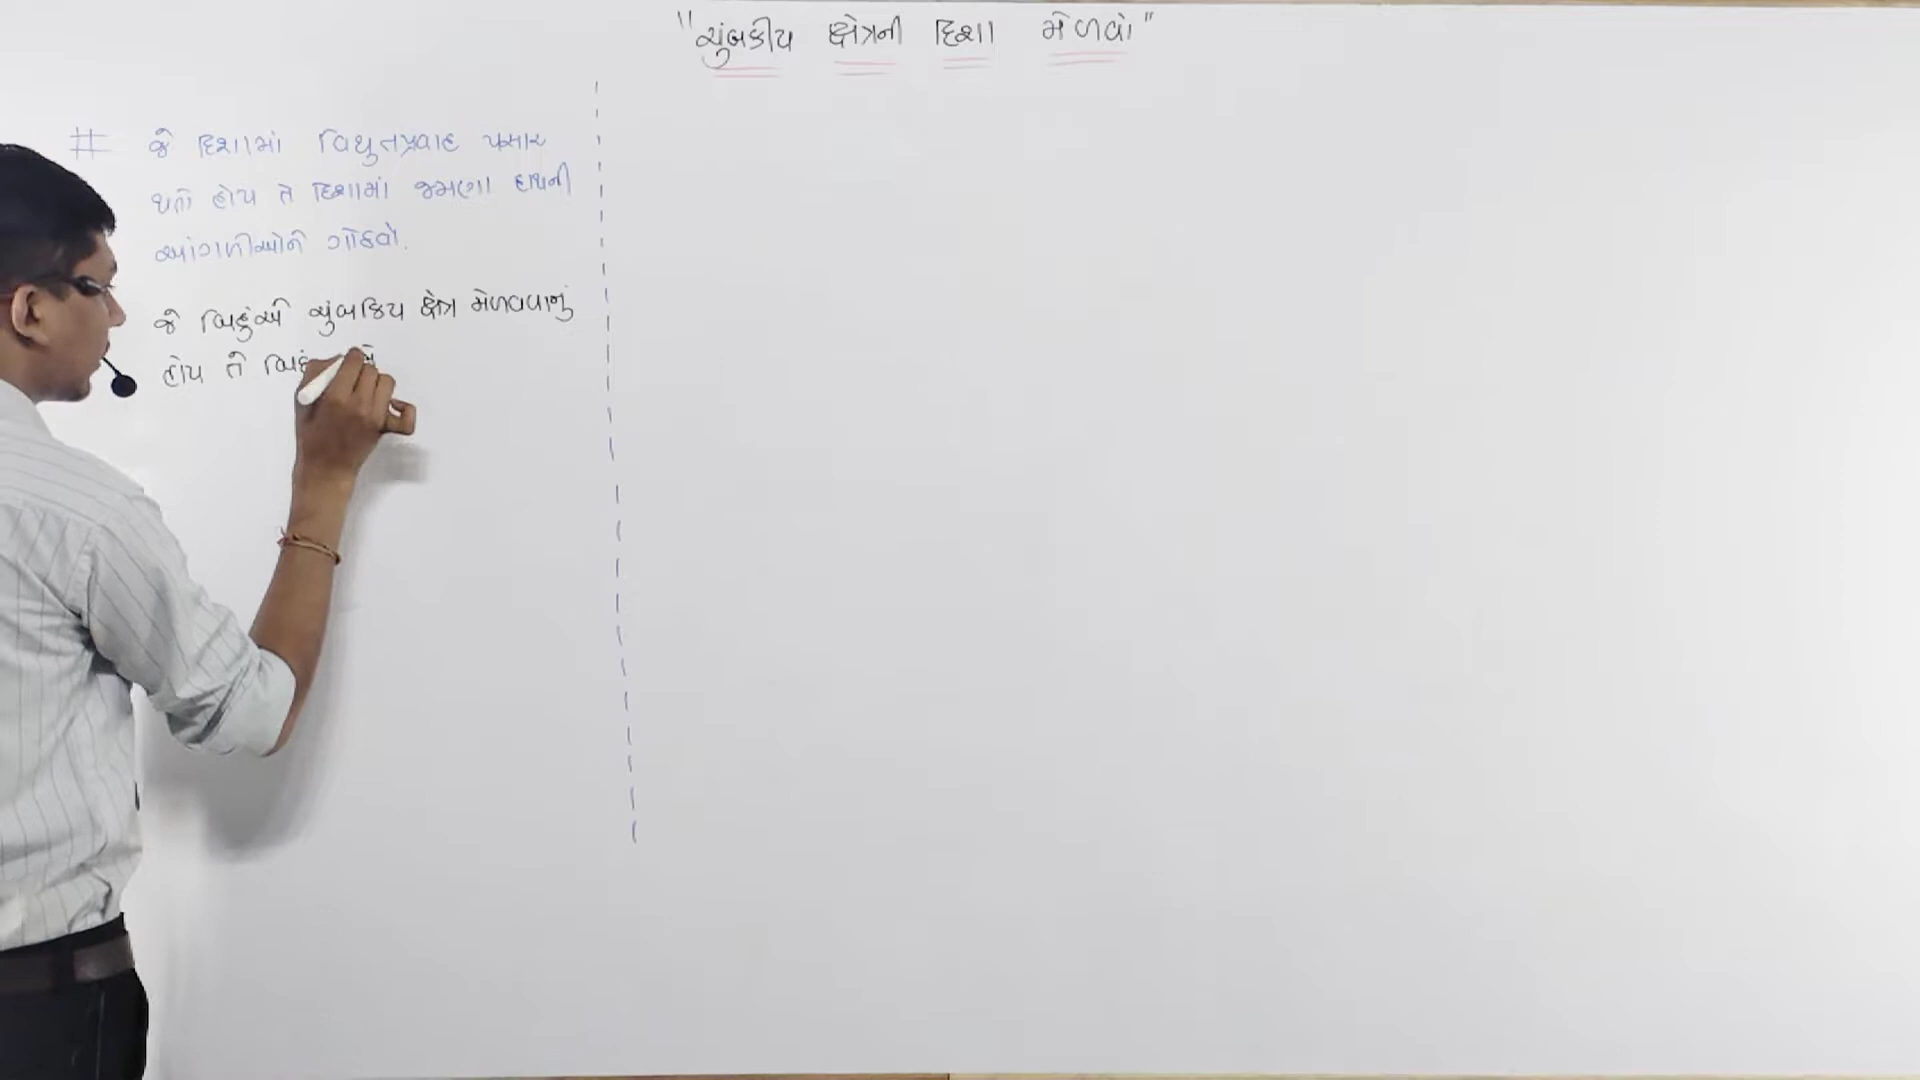 "ચુંબકીય ક્ષેત્રની દિશા મેળવો"
# જે દિશામાં વિધુતપ્રવાહ પસાર
થતો હોય તે દિશામાં જમણા હાથની
આંગળીઓને ગોઠવો.
જે બિંદુએ ચુંબકિય ક્ષેત્ર મેળવવાનું
હોય તે